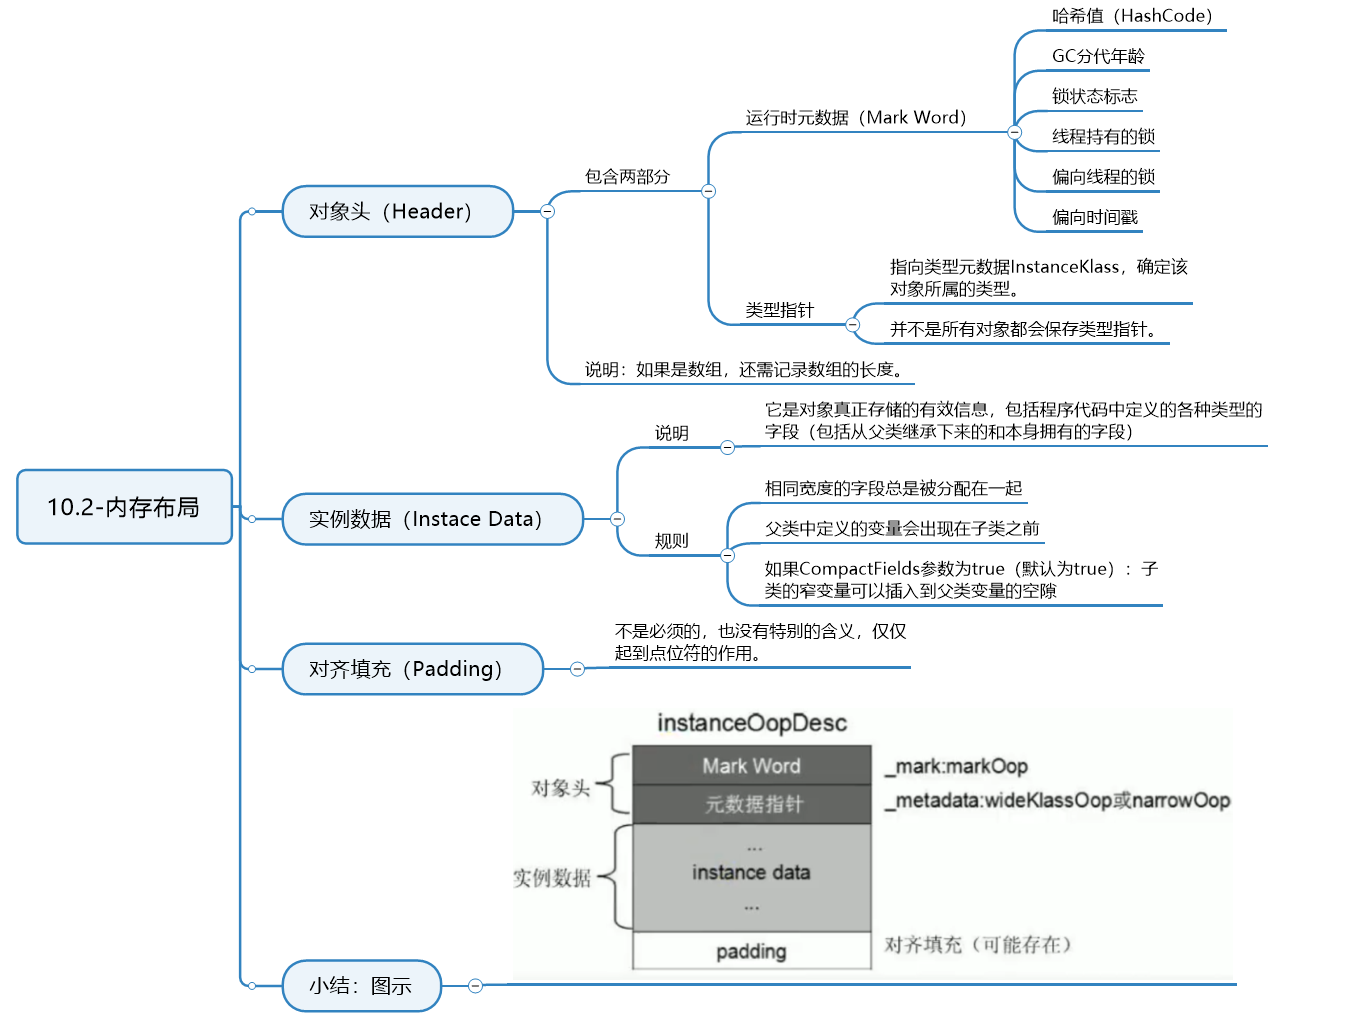 10.2-内存布局
对象头（Header）
包含两部分
运行时元数据（Mark Word）
哈希值（HashCode）
GC分代年龄
锁状态标志
线程持有的锁
偏向线程的锁
偏向时间戳
类型指针
指向类型元数据InstanceKlass，确定该
对象所属的类型。
并不是所有对象都会保存类型指针。
说明：如果是数组，还需记录数组的长度。
实例数据（Instace Data）
说明
它是对象真正存储的有效信息，包括程序代码中定义的各种类型的
字段（包括从父类继承下来的和本身拥有的字段）
规则
相同宽度的字段总是被分配在一起
父类中定义的变量会出现在子类之前
如果CompactFields参数为true（默认为true）：子
类的窄变量可以插入到父类变量的空隙
对齐填充（Padding）
不是必须的，也没有特别的含义，仅仅
起到点位符的作用。
小结：图示
instanceOopDesc
对象头
Mark Word
_mark:markOop
元数据指针
_metadata:wideKlassOop或narrowOop
实例数据
...
instance data
...
padding
对齐填充（可能存在）